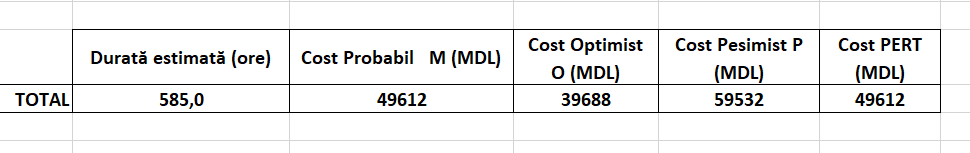 Durată estimată (ore) Cost Probabil M (MDL) Cost Optimist O (MDL) Cost Pesimist P (MDL) Cost PERT (MDL)
TOTAL 585,0 49612 39688 59532 49612